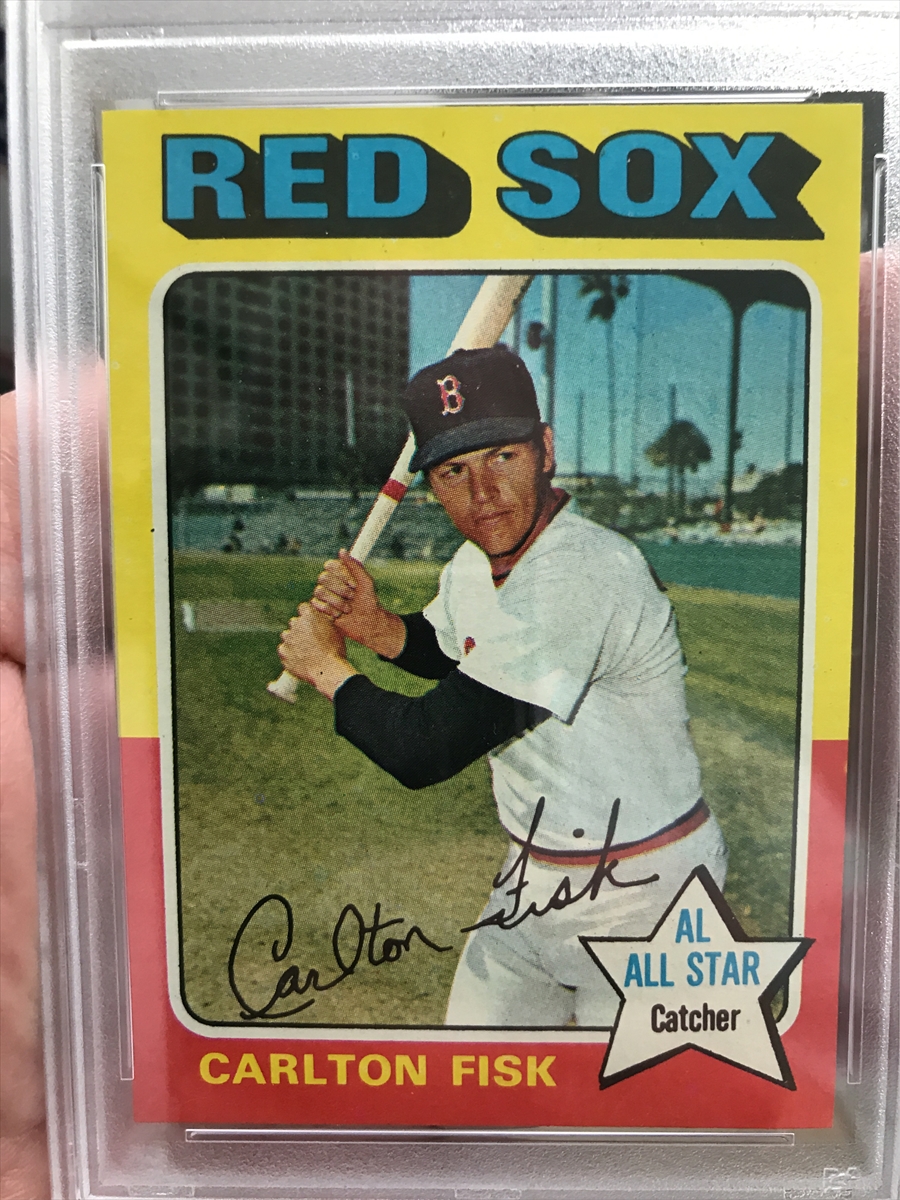 RED SOX
B
Carlton Fisk
AL
ALL STAR
Catcher
CARLTON FISK